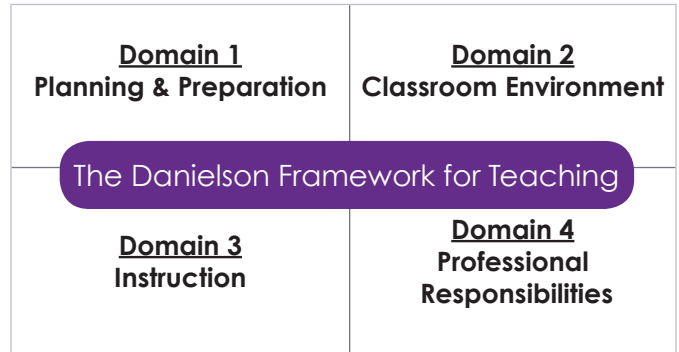 Domain 1
Planning & Preparation
Domain 2
Classroom Environment
The Danielson Framework for Teaching
Domain 3
Instruction
Domain 4
Professional
Responsibilities